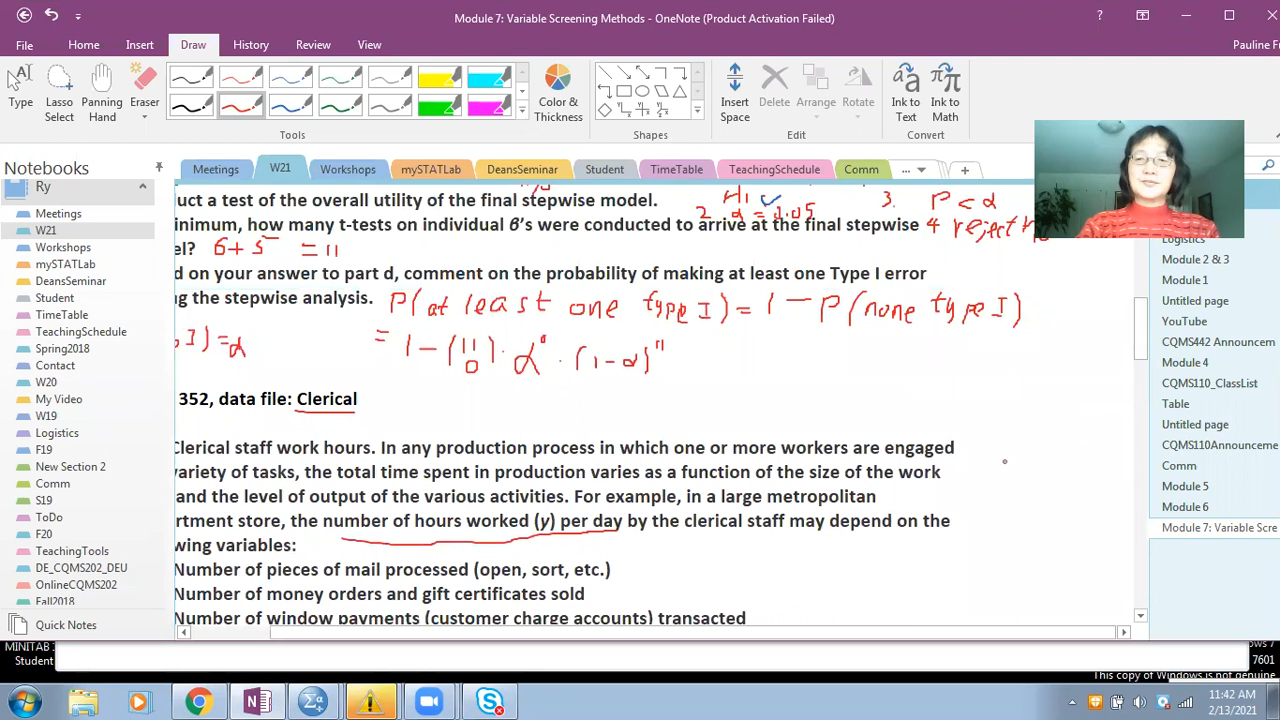 Module 7: Variable Screening Methods - OneNote (Product Activation Failed)
?
File Home Insert Draw History Review View
Type Lasso Select Panning Hand Eraser Color & Thickness Insert Space Delete Arrange Rotate Ink to Text Ink to Math
Tools Shapes Edit Convert
Notebooks
Meetings W21 Workshops mySTATLab DeansSeminar Student TimeTable TeachingSchedule Comm ...
Ry
Meetings
W21
Workshops
mySTATLab
DeansSeminar
Student
TeachingSchedule
Spring2018
Contact
W20
My Video
W19
Logistics
F19
New Section 2
Comm
S19
ToDo
F20
TeachingTools
DE_CQMS202_DEU
OnlineCQMS202
Fall2018
Quick Notes
H1 3. P < α
duct a test of the overall utility of the final stepwise model. 2 α = 0.05
inimum, how many t-tests on individual β's were conducted to arrive at the final stepwise 4 reject
el? 6+5 = 11
d on your answer to part d, comment on the probability of making at least one Type I error
ng the stepwise analysis. P(at least one type I) = 1 - P(none type I)
I) = α = 1 - (11 0) · α⁰ · (1-α)¹¹
352, data file: Clerical
Clerical staff work hours. In any production process in which one or more workers are engaged
variety of tasks, the total time spent in production varies as a function of the size of the work
and the level of output of the various activities. For example, in a large metropolitan
rtment store, the number of hours worked (y) per day by the clerical staff may depend on the
wing variables:
Number of pieces of mail processed (open, sort, etc.)
Number of money orders and gift certificates sold
Number of window payments (customer charge accounts) transacted
Logistics
Module 2 & 3
Module 1
Untitled page
YouTube
CQMS442 Announcement
Module 4
CQMS110_ClassList
Table
Untitled page
CQMS110Announceme
Comm
Module 5
Module 6
Module 7: Variable Scre
MINITAB
Student
7601
This copy of Windows is not genuine
11:42 AM
2/13/2021